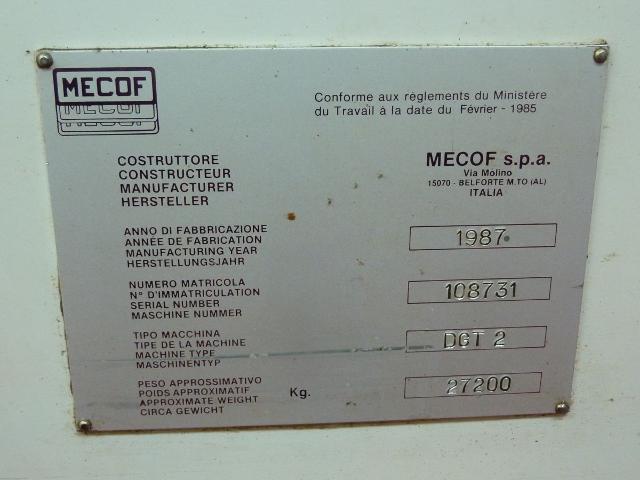 MECOF
MECOF
MECOF
Conforme aux réglements du Ministère
du Travail à la date du Février - 1985
COSTRUTTORE
CONSTRUCTEUR
MANUFACTURER
HERSTELLER
MECOF s.p.a.
Via Molino
15070 - BELFORTE M.TO (AL)
ITALIA
ANNO DI FABBRICAZIONE
ANNÉE DE FABRICATION
MANUFACTURING YEAR
HERSTELLUNGSJAHR
1987
NUMERO MATRICOLA
N° D'IMMATRICULATION
SERIAL NUMBER
MASCHINE NUMMER
108731
TIPO MACCHINA
TIPE DE LA MACHINE
MACHINE TYPE
MASCHINENTYP
DGT 2
PESO APPROSSIMATIVO
POIDS APPROXIMATIF
APPROXIMATE WEIGHT
CIRCA GEWICHT
Kg.
27200